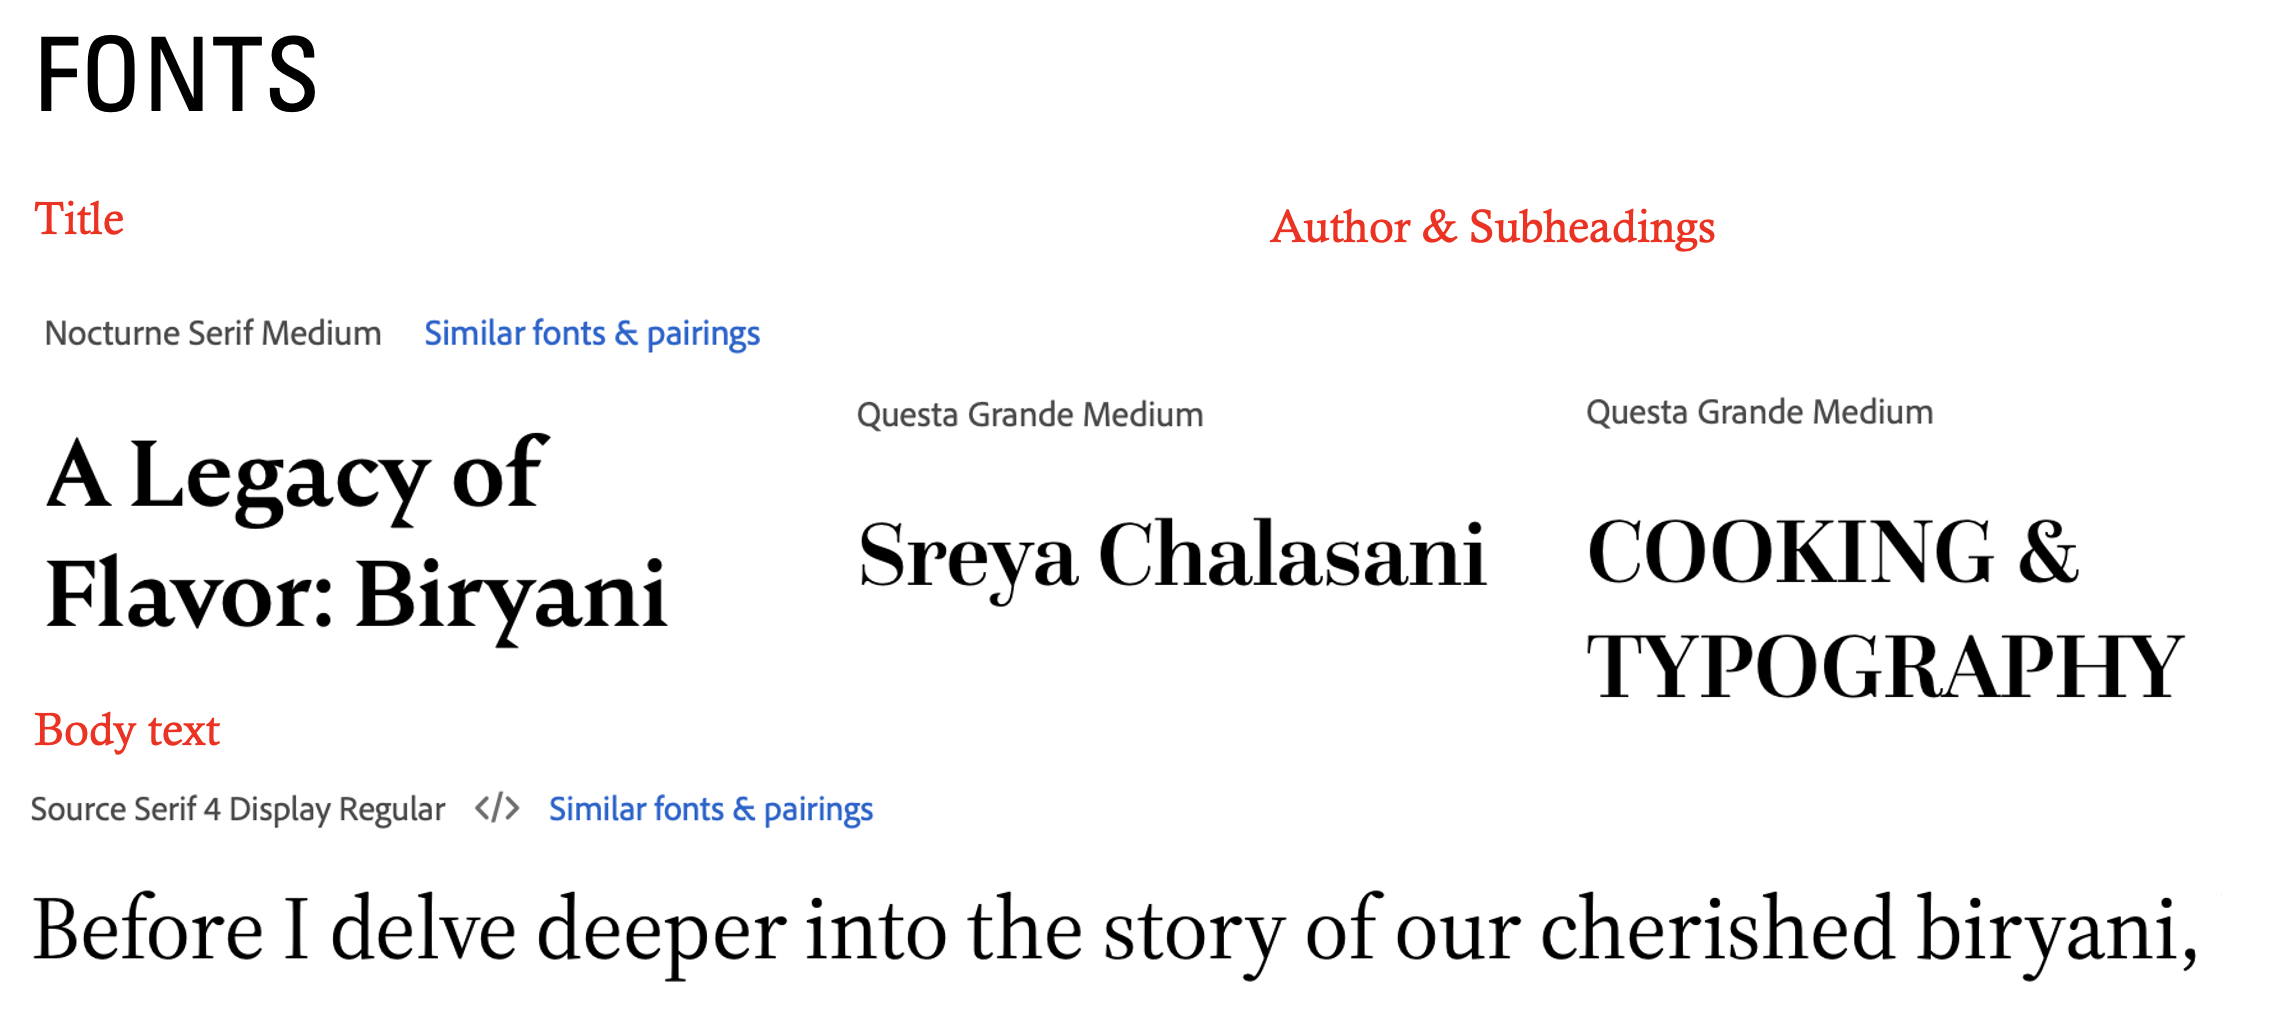 FONTS
Title
Author & Subheadings
Nocturne Serif Medium Similar fonts & pairings
Questa Grande Medium
Questa Grande Medium
A Legacy of
Flavor: Biryani
Sreya Chalasani
COOKING &
TYPOGRAPHY
Body text
Source Serif 4 Display Regular </> Similar fonts & pairings
Before I delve deeper into the story of our cherished biryani,